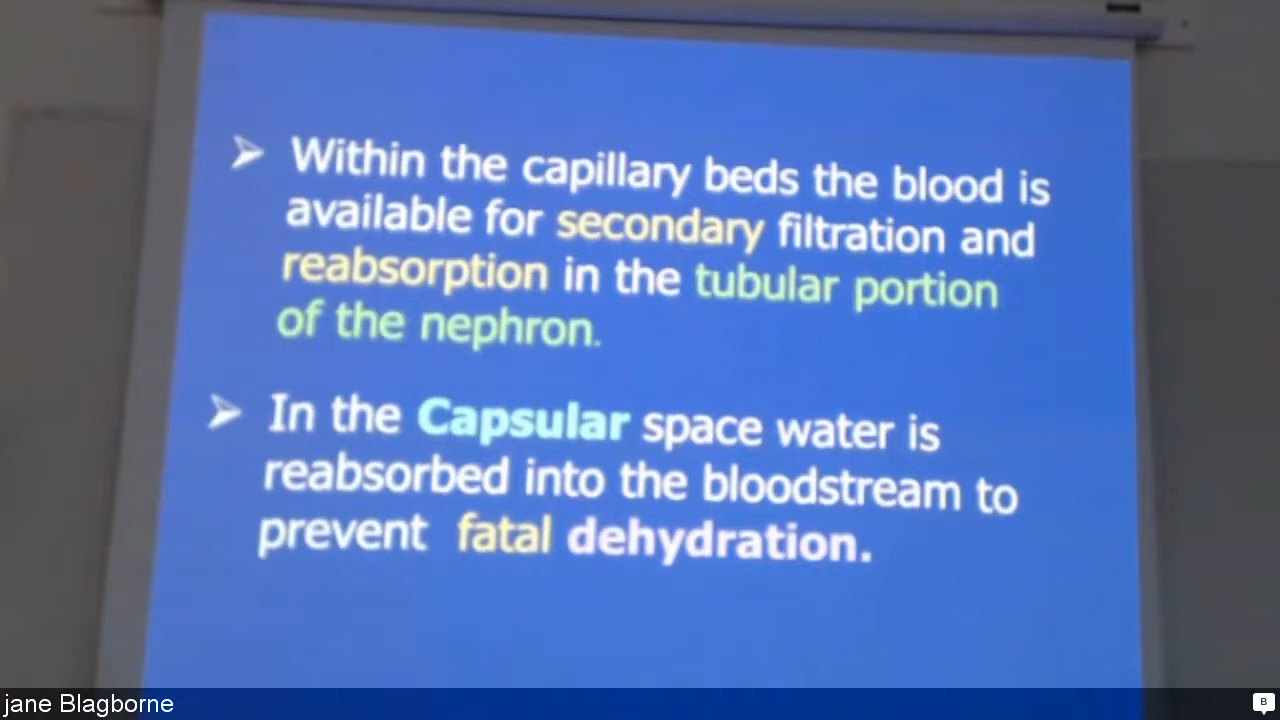 ➢ Within the capillary beds the blood is
available for secondary filtration and
reabsorption in the tubular portion
of the nephron.
➢ In the Capsular space water is
reabsorbed into the bloodstream to
prevent fatal dehydration.
jane Blagborne
B